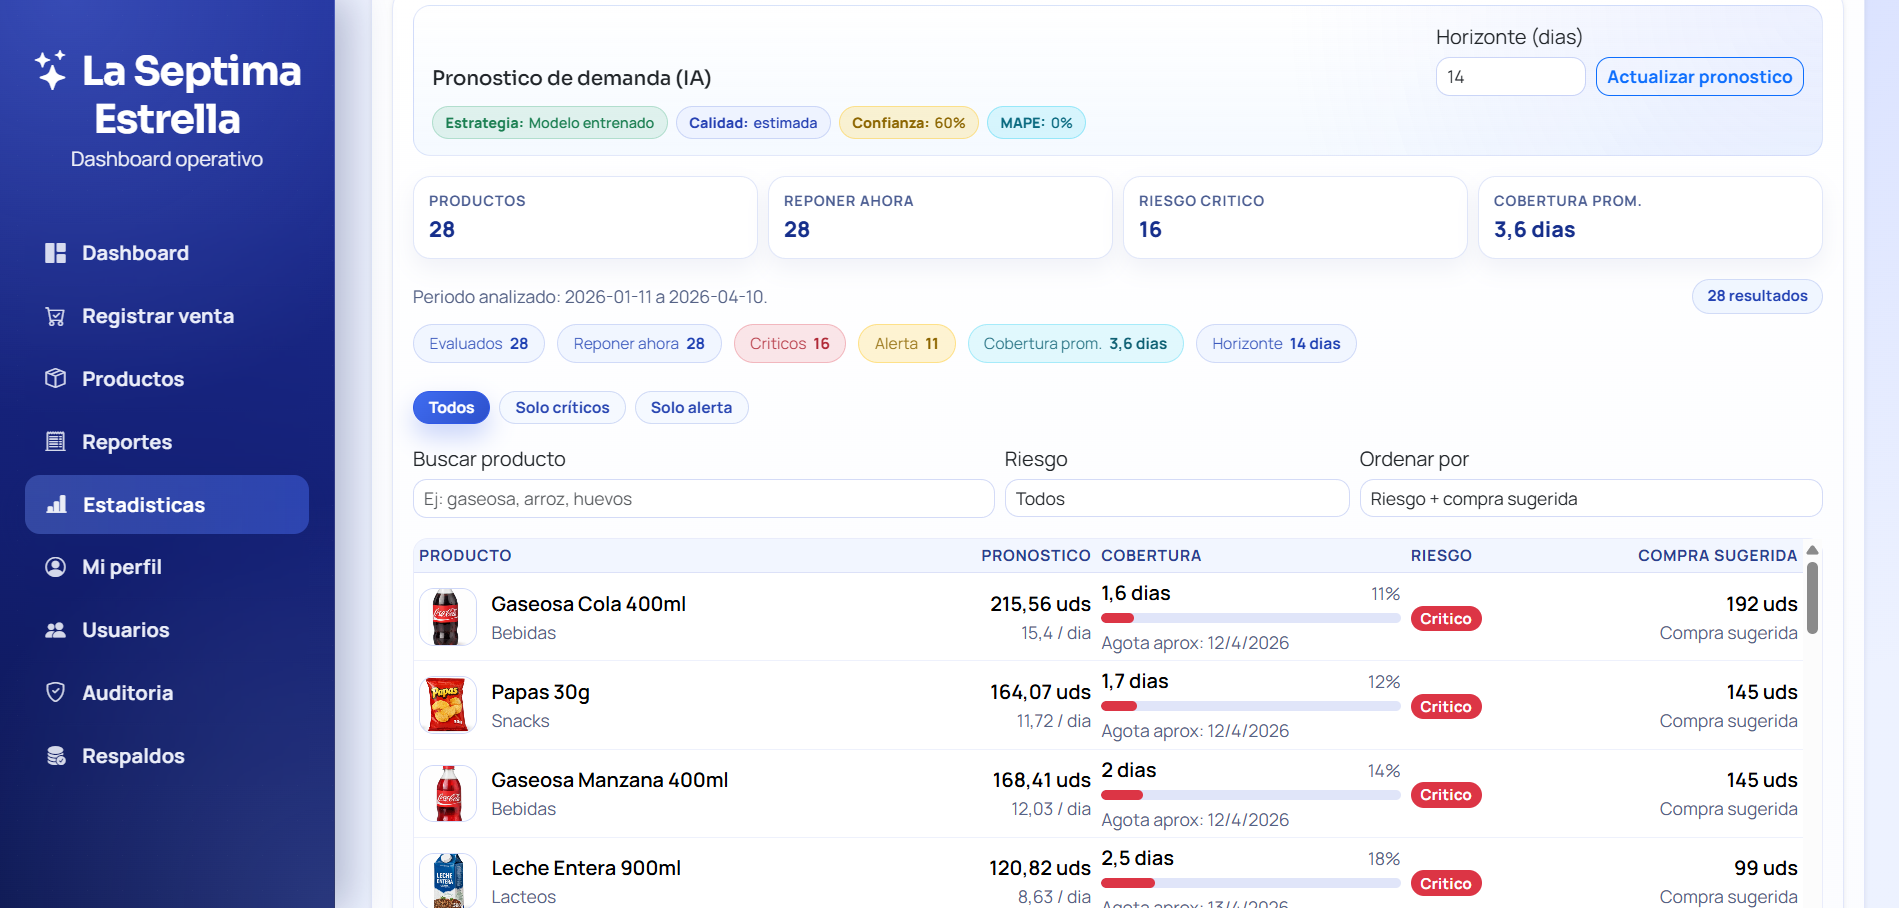 La Septima
Estrella
Dashboard operativo
Dashboard
Registrar venta
Productos
Reportes
Estadisticas
Mi perfil
Usuarios
Auditoria
Respaldos
Pronostico de demanda (IA)
Horizonte (dias)
14
Actualizar pronostico
Estrategia: Modelo entrenado
Calidad: estimada
Confianza: 60%
MAPE: 0%
PRODUCTOS
28
REPONER AHORA
28
RIESGO CRITICO
16
COBERTURA PROM.
3,6 dias
Periodo analizado: 2026-01-11 a 2026-04-10.
28 resultados
Evaluados 28
Reponer ahora 28
Criticos 16
Alerta 11
Cobertura prom. 3,6 dias
Horizonte 14 dias
Todos
Solo críticos
Solo alerta
Buscar producto
Ej: gaseosa, arroz, huevos
Riesgo
Todos
Ordenar por
Riesgo + compra sugerida
PRODUCTO PRONOSTICO COBERTURA RIESGO COMPRA SUGERIDA
Gaseosa Cola 400ml
Bebidas
215,56 uds
15,4 / dia
1,6 dias 11%
Agota aprox: 12/4/2026
Critico
192 uds
Compra sugerida
Papas
Papas 30g
Snacks
164,07 uds
11,72 / dia
1,7 dias 12%
Agota aprox: 12/4/2026
Critico
145 uds
Compra sugerida
Gaseosa Manzana 400ml
Bebidas
168,41 uds
12,03 / dia
2 dias 14%
Agota aprox: 12/4/2026
Critico
145 uds
Compra sugerida
LECHE
ENTERA
Leche Entera 900ml
Lacteos
120,82 uds
8,63 / dia
2,5 dias 18%
Agota aprox: 13/4/2026
Critico
99 uds
Compra sugerida